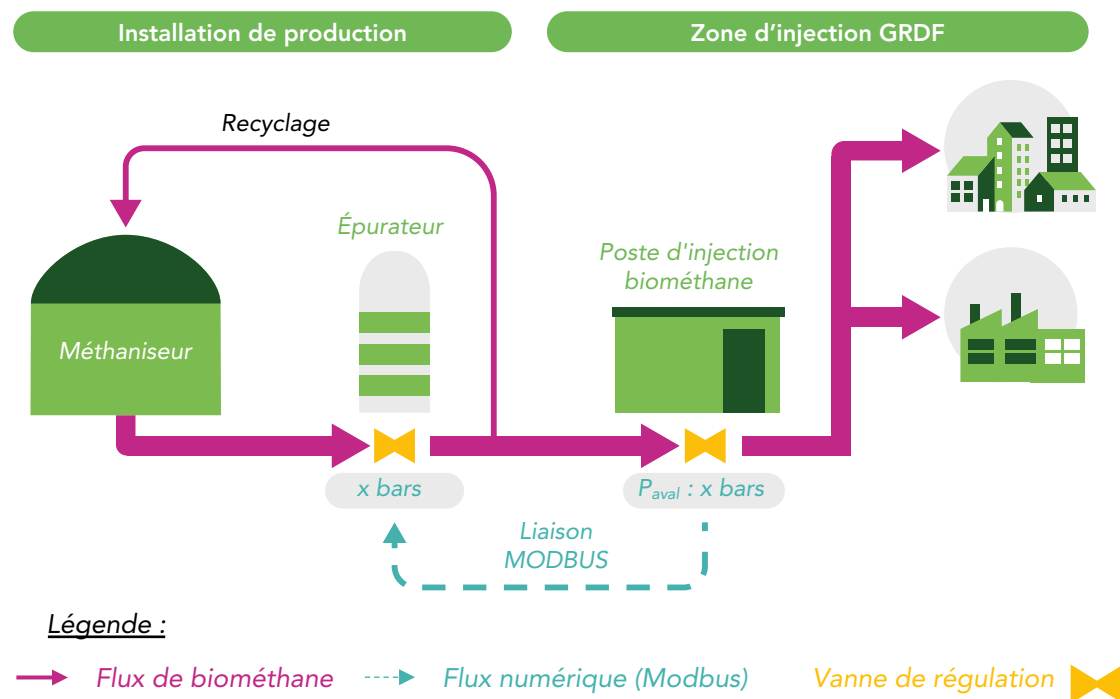 Installation de production
Zone d’injection GRDF
Recyclage
Épurateur
Poste d'injection
biométhane
Méthaniseur
x bars
Paval : x bars
Liaison
MODBUS
Légende :
Flux de biométhane
Flux numérique (Modbus)
Vanne de régulation